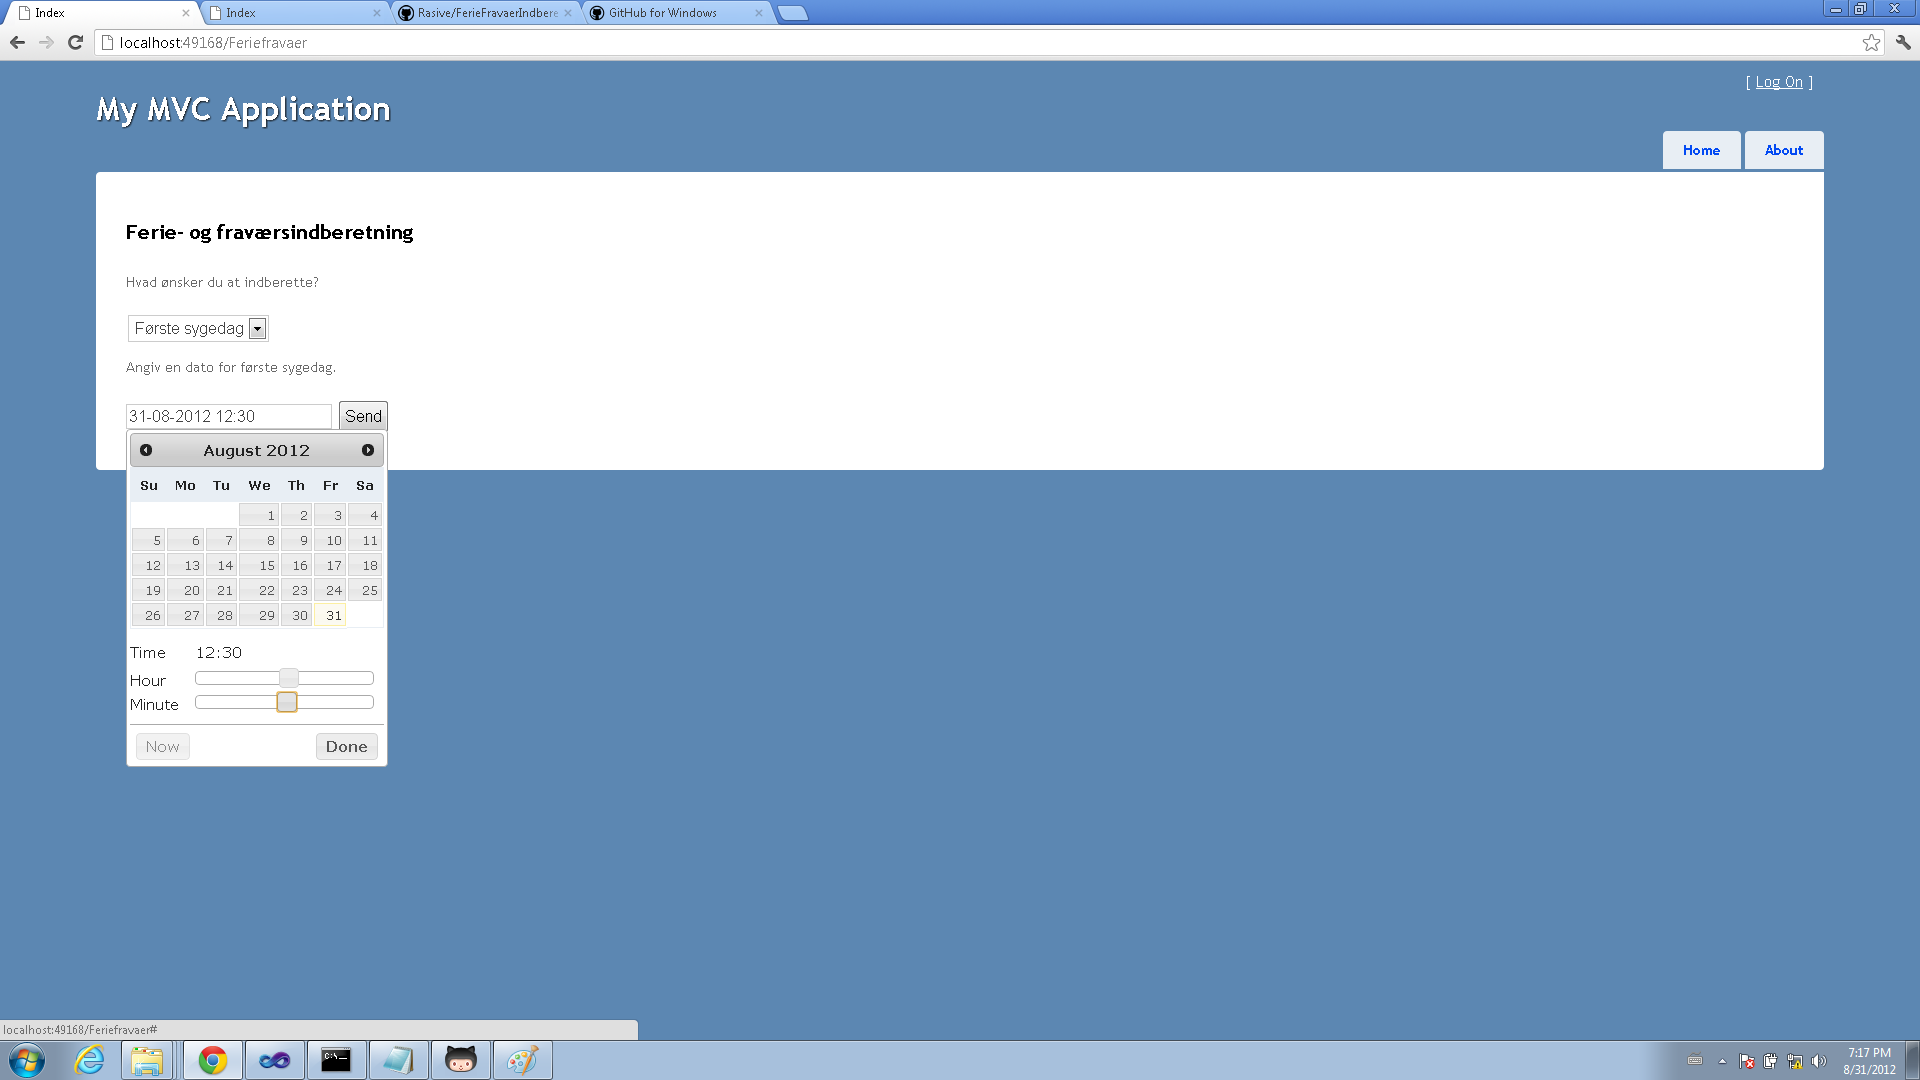 Index
Index
Rasive/FerieFravaerIndbere
GitHub for Windows
localhost:49168/Feriefravaer
[ Log On ]
My MVC Application
Home
About
Ferie- og fraværsindberetning
Hvad ønsker du at indberette?
Første sygedag
Angiv en dato for første sygedag.
31-08-2012 12:30
Send
August 2012
Su Mo Tu We Th Fr Sa
1 2 3 4
5 6 7 8 9 10 11
12 13 14 15 16 17 18
19 20 21 22 23 24 25
26 27 28 29 30 31
Time 12:30
Hour
Minute
Now
Done
localhost:49168/Feriefravaer#
C:\_
7:17 PM
8/31/2012